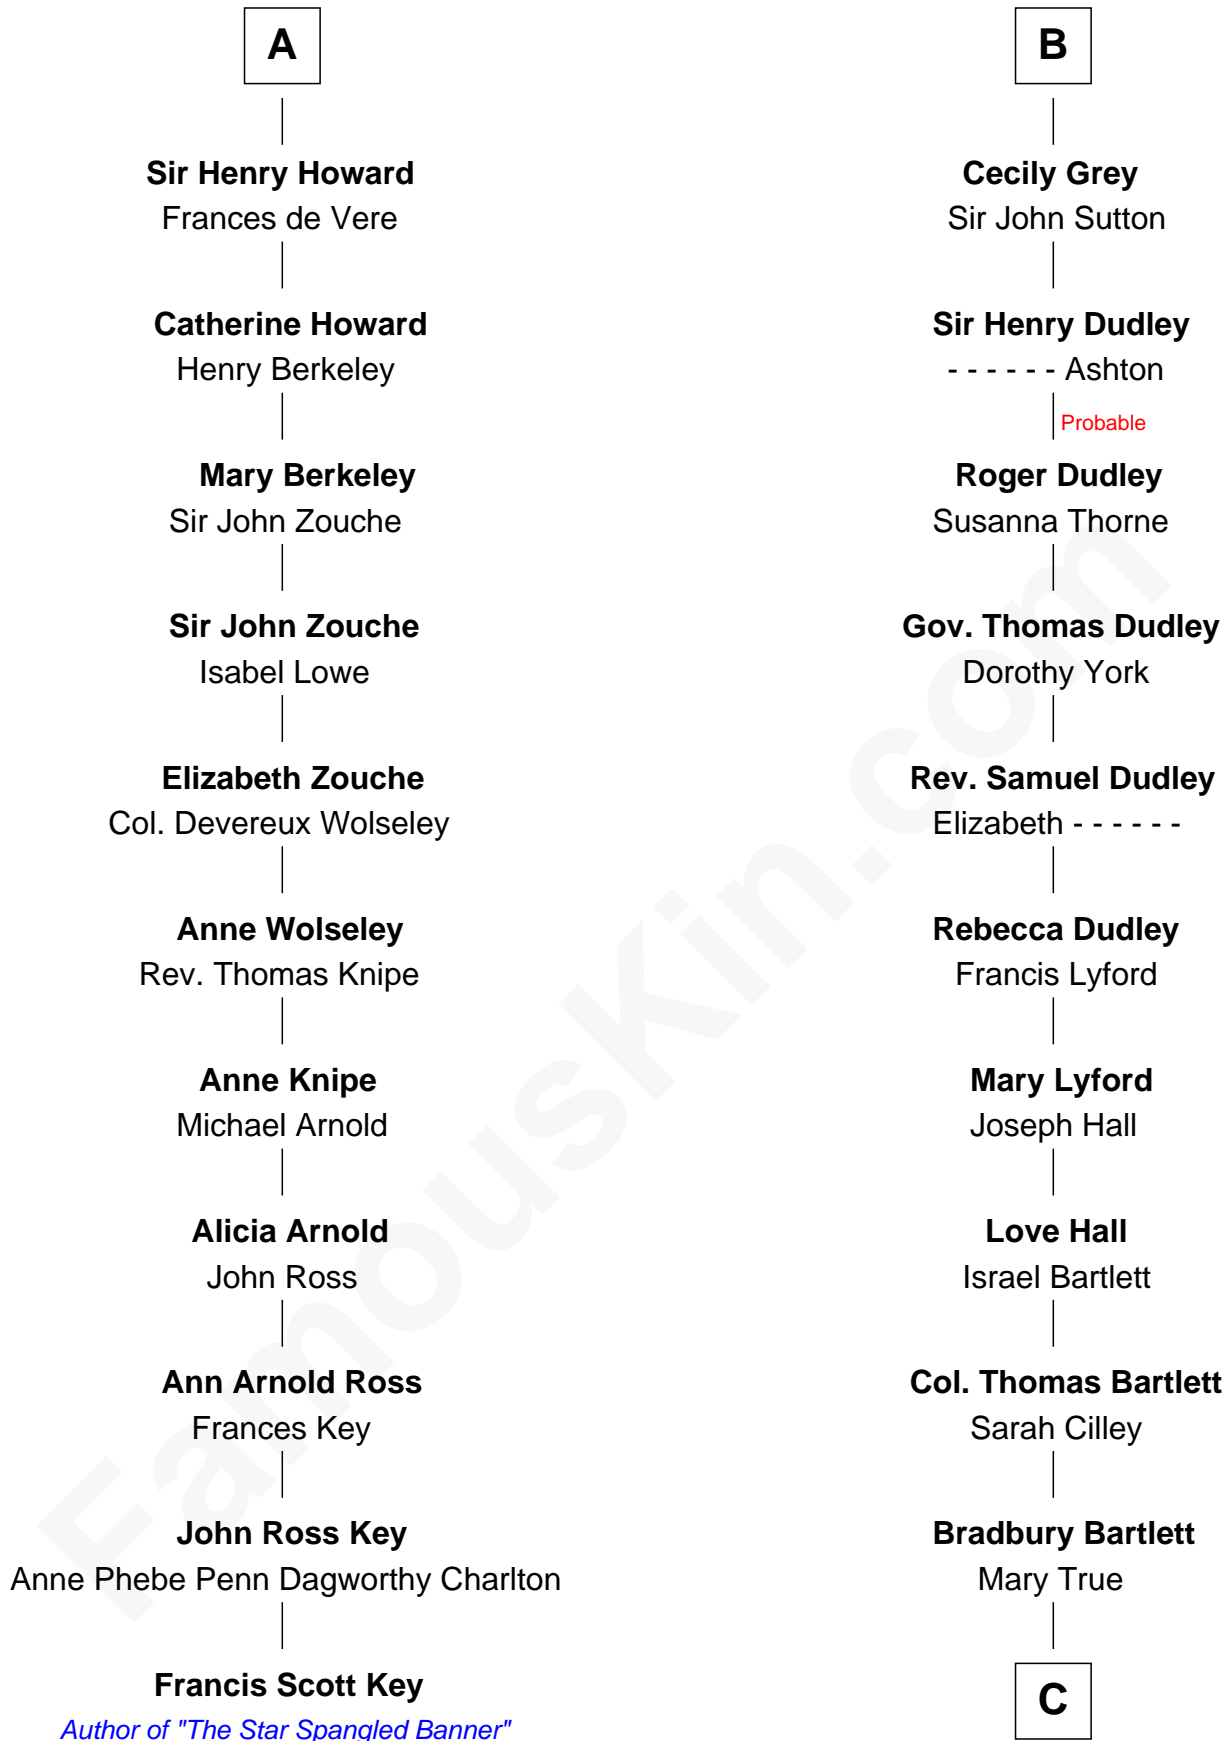 A
Sir Henry Howard
Frances de Vere
Catherine Howard
Henry Berkeley
Mary Berkeley
Sir John Zouche
Sir John Zouche
Isabel Lowe
Elizabeth Zouche
Col. Devereux Wolseley
Anne Wolseley
Rev. Thomas Knipe
Anne Knipe
Michael Arnold
Alicia Arnold
John Ross
Ann Arnold Ross
Frances Key
John Ross Key
Anne Phebe Penn Dagworthy Charlton
Francis Scott Key
Author of "The Star Spangled Banner"
B
Cecily Grey
Sir John Sutton
Sir Henry Dudley
- - - - - - Ashton
Probable
Roger Dudley
Susanna Thorne
Gov. Thomas Dudley
Dorothy York
Rev. Samuel Dudley
Elizabeth - - - - - -
Rebecca Dudley
Francis Lyford
Mary Lyford
Joseph Hall
Love Hall
Israel Bartlett
Col. Thomas Bartlett
Sarah Cilley
Bradbury Bartlett
Mary True
C
FamousKin.com